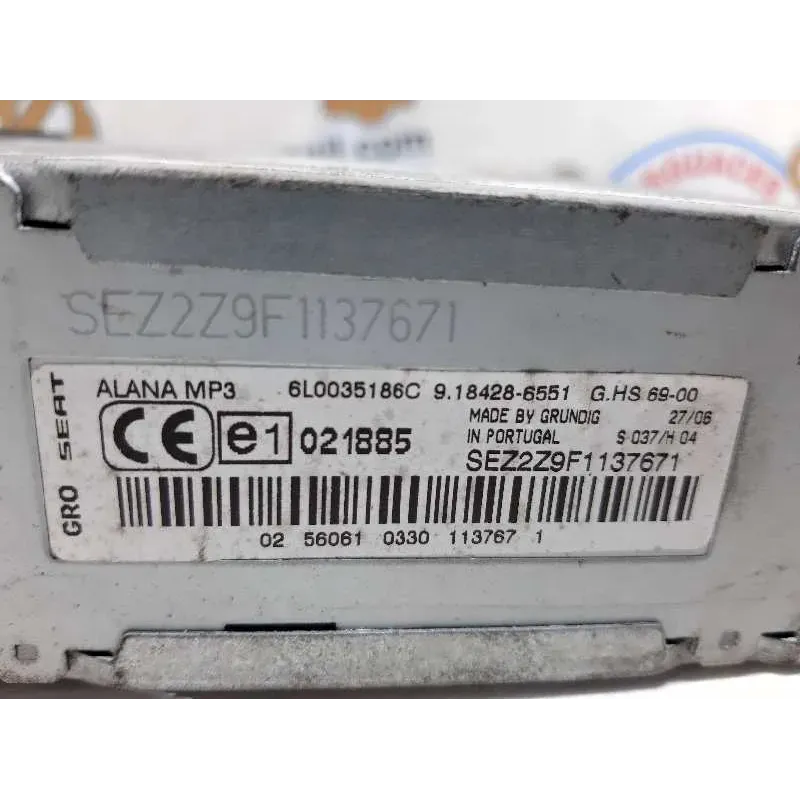 SEZ2Z9F1137671
GRO SEAT
ALANA MP3 6L0035186C 9.18428-6551 G.HS 69-00
MADE BY GRUNDIG 27/06
CE e1 021885 IN PORTUGAL S 037/H 04
SEZ2Z9F1137671
02 56061 0330 113767 1